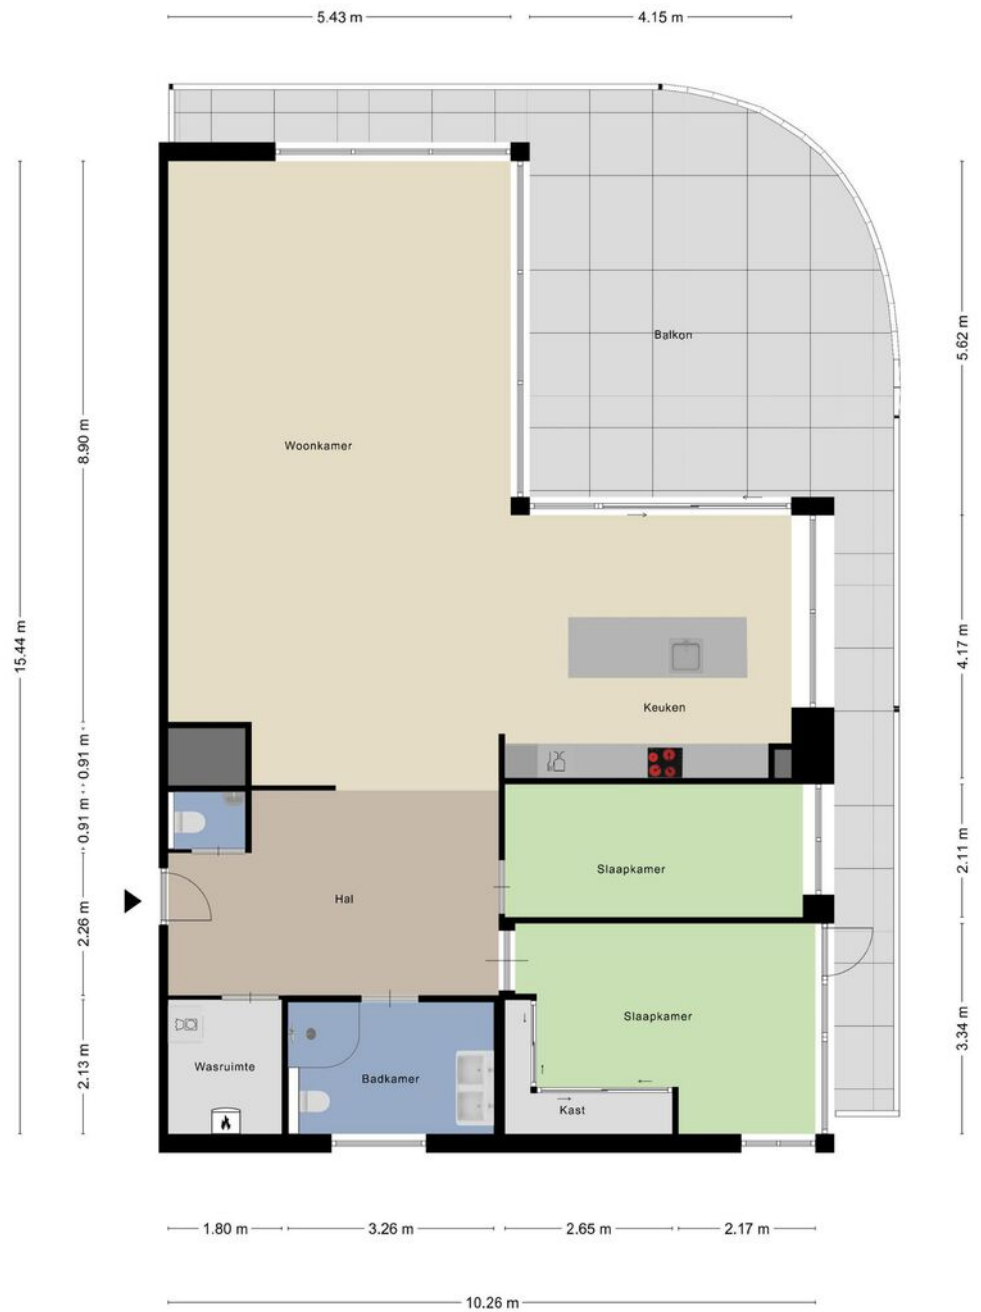 5.43 m
4.15 m
Balkon
5.62 m
8.90 m
Woonkamer
15.44 m
4.17 m
Keuken
0.91 m
0.91 m
Slaapkamer
2.11 m
Hal
2.26 m
Slaapkamer
3.34 m
Wasruimte
2.13 m
Badkamer
Kast
1.80 m
3.26 m
2.65 m
2.17 m
10.26 m